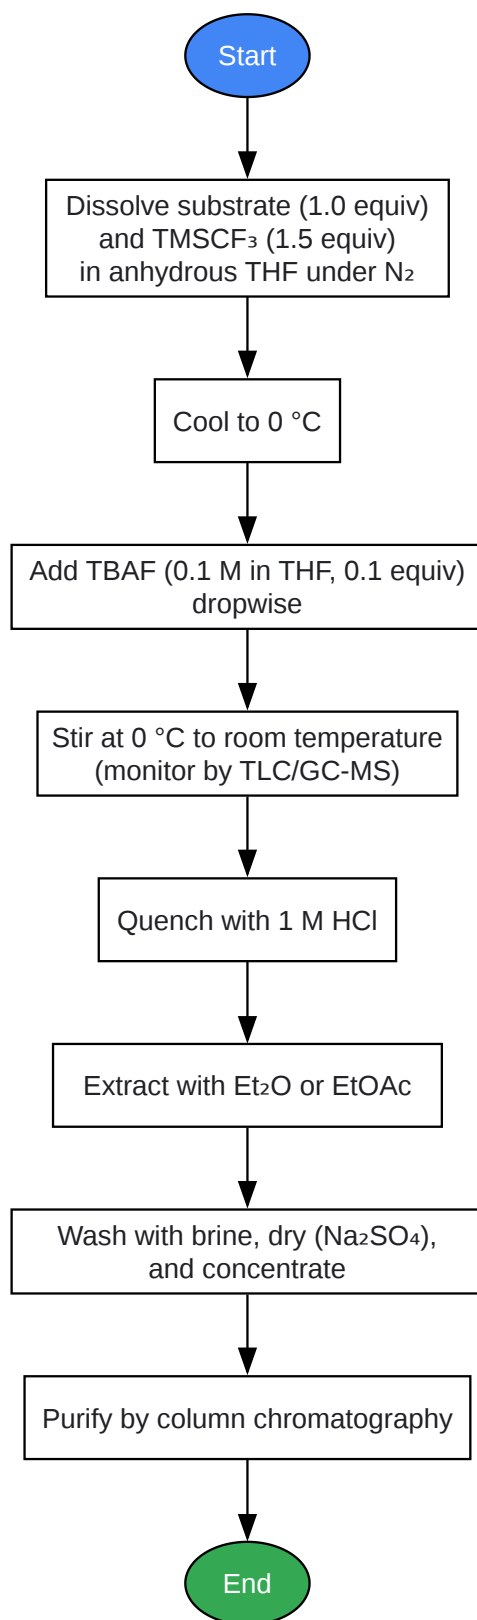 Start
Dissolve substrate (1.0 equiv)
and TMSCF₃ (1.5 equiv)
in anhydrous THF under N₂
Cool to 0 °C
Add TBAF (0.1 M in THF, 0.1 equiv)
dropwise
Stir at 0 °C to room temperature
(monitor by TLC/GC-MS)
Quench with 1 M HCl
Extract with Et₂O or EtOAc
Wash with brine, dry (Na₂SO₄),
and concentrate
Purify by column chromatography
End